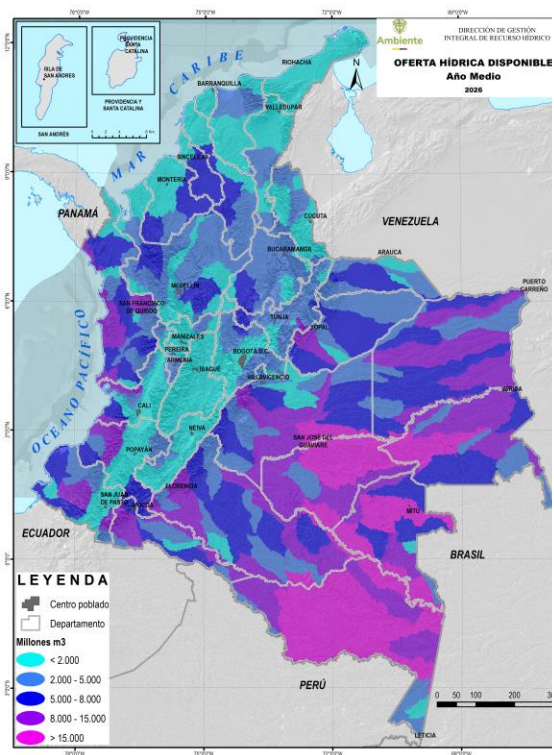 PROVIDENCIA
SANTA
CATALINA
ISLA DE
SAN ANDRES
PROVIDENCIA Y
SANTA CATALINA
SAN ANDRÉS
Ambiente
DIRECCIÓN DE GESTIÓN
INTEGRAL DE RECURSO HÍDRICO
OFERTA HÍDRICA DISPONIBLE
Año Medio
2026
N
MAR CARIBE
RIOHACHA
BARRANQUILLA
VALLEDUPAR
SINCELEJO
MONTERÍA
PANAMÁ
VENEZUELA
CÚCUTA
BUCARAMANGA
ARAUCA
PUERTO
CARREÑO
MEDELLÍN
SAN FRANCISCO
DE QUIBDO
TUNJA
YOPAL
MANIZALES
PEREIRA
ARMENIA
BOGOTÁ D.C.
IBAGUÉ
VILLAVICENCIO
OCEANO PACÍFICO
CALI
NEIVA
SAN JOSÉ DEL
GUAVIARE
POPAYÁN
FLORENCIA
SAN JUAN
DE PASTO
MOCOA
MITÚ
ECUADOR
BRASIL
PERÚ
LETICIA
LEYENDA
Centro poblado
Departamento
Millones m3
< 2.000
2.000 - 5.000
5.000 - 8.000
8.000 - 15.000
> 15.000
0 50 100 200